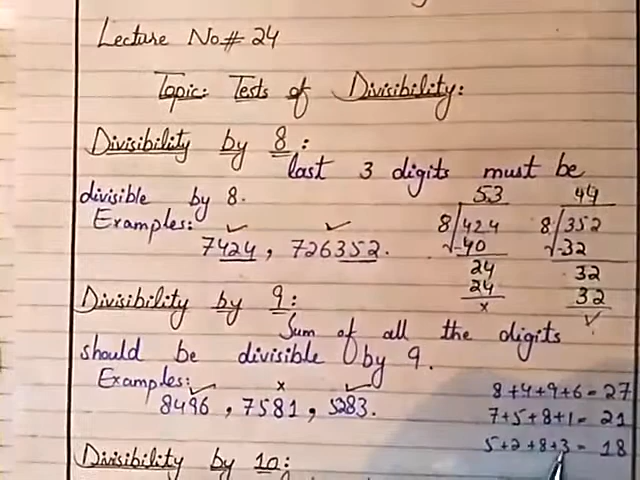 Lecture No# 24
Topic: Tests of Divisibility:
Divisibility by 8:
last 3 digits must be
divisible by 8.
Examples:
7424, 726352.
53
8√424
-40
24
24
x
44
8√352
-32
32
32
✓
Divisibility by 9:
Sum of all the digits
should be divisible by 9.
Examples:
8496, 7581, 5283.
8+4+9+6=27
7+5+8+1=21
5+2+8+3=18
Divisibility by 10: